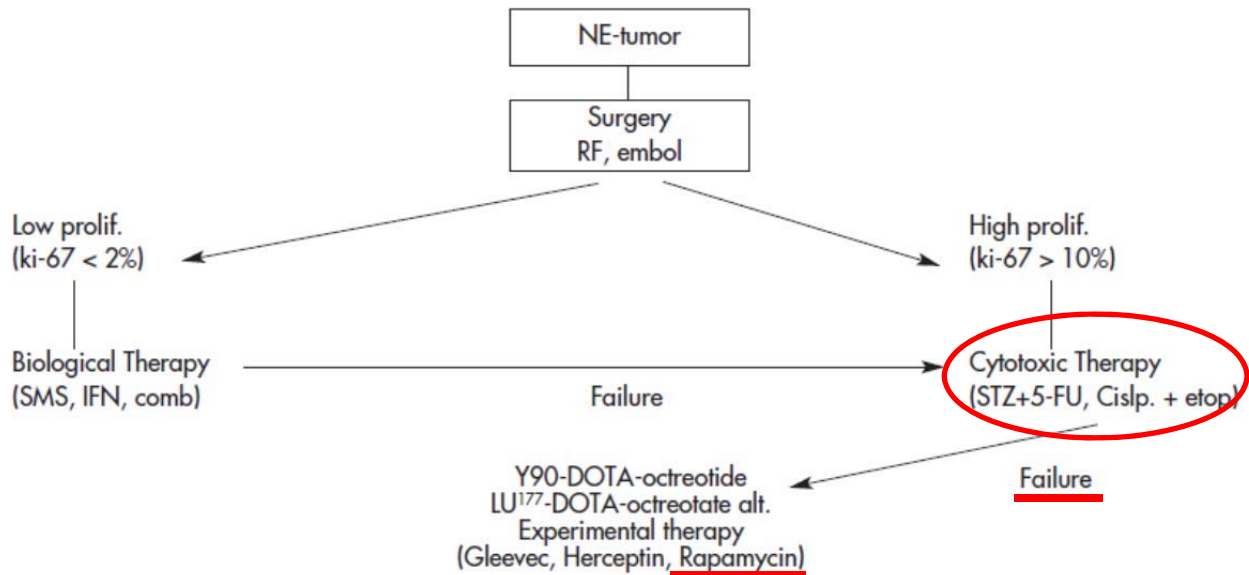 NE-tumor
Surgery
RF, embol
Low prolif.
(ki-67 < 2%)
High prolif.
(ki-67 > 10%)
Biological Therapy
(SMS, IFN, comb)
Failure
Cytotoxic Therapy
(STZ+5-FU, Cislp. + etop)
Failure
Y90-DOTA-octreotide
LU¹⁷⁷-DOTA-octreotate alt.
Experimental therapy
(Gleevec, Herceptin, Rapamycin)